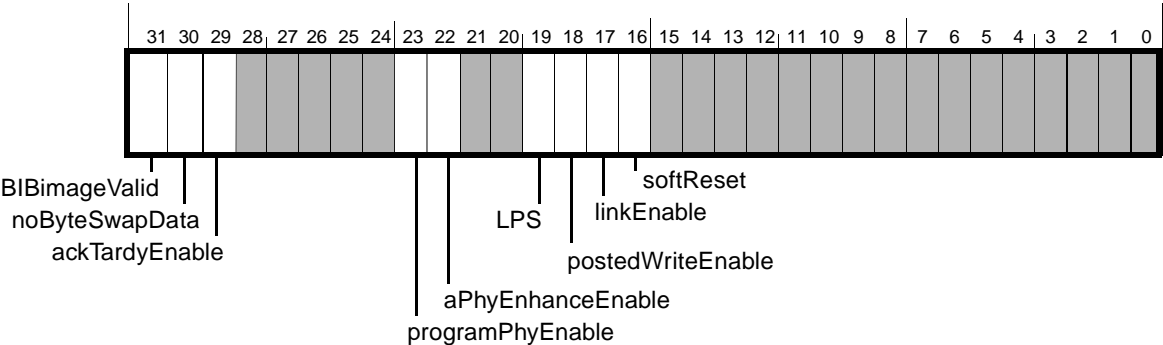 31 30 29 28 27 26 25 24 23 22 21 20 19 18 17 16 15 14 13 12 11 10 9 8 7 6 5 4 3 2 1 0
BIBimageValid
softReset
noByteSwapData
LPS
linkEnable
ackTardyEnable
postedWriteEnable
aPhyEnhanceEnable
programPhyEnable